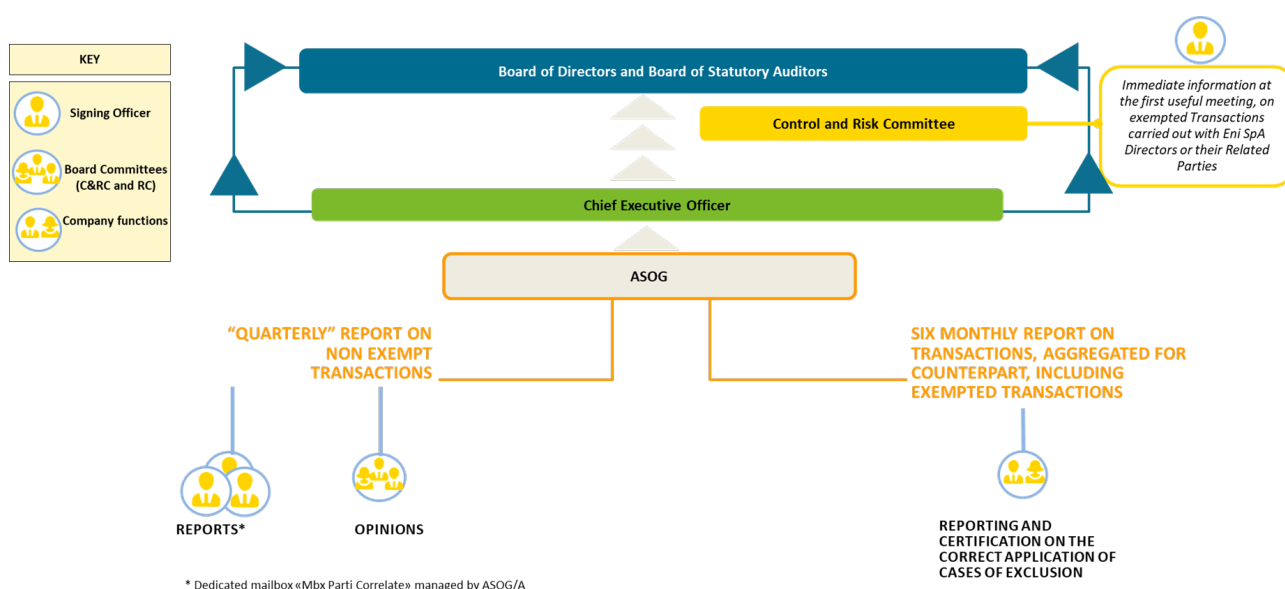 KEY
Signing Officer
Board Committees
(C&RC and RC)
Company functions
Board of Directors and Board of Statutory Auditors
Control and Risk Committee
Immediate information at
the first useful meeting, on
exempted Transactions
carried out with Eni SpA
Directors or their Related
Parties
Chief Executive Officer
ASOG
“QUARTERLY” REPORT ON
NON EXEMPT
TRANSACTIONS
SIX MONTHLY REPORT ON
TRANSACTIONS, AGGREGATED FOR
COUNTERPART, INCLUDING
EXEMPTED TRANSACTIONS
REPORTS*
OPINIONS
REPORTING AND
CERTIFICATION ON THE
CORRECT APPLICATION OF
CASES OF EXCLUSION
* Dedicated mailbox «Mbx Parti Correlate» managed by ASOG/A